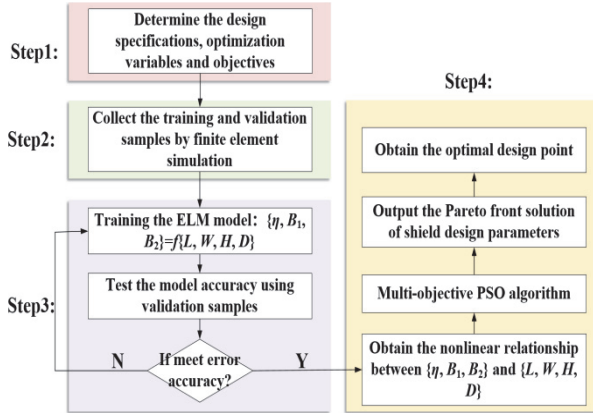 Step1:
Determine the design
specifications, optimization
variables and objectives
Step2:
Collect the training and validation
samples by finite element
simulation
Step3:
Training the ELM model: {η, B₁,
B₂}=f{L, W, H, D}
Test the model accuracy using
validation samples
If meet error
accuracy?
N
Y
Step4:
Obtain the optimal design point
Output the Pareto front solution
of shield design parameters
Multi-objective PSO algorithm
Obtain the nonlinear relationship
between {η, B₁, B₂} and {L, W, H,
D}